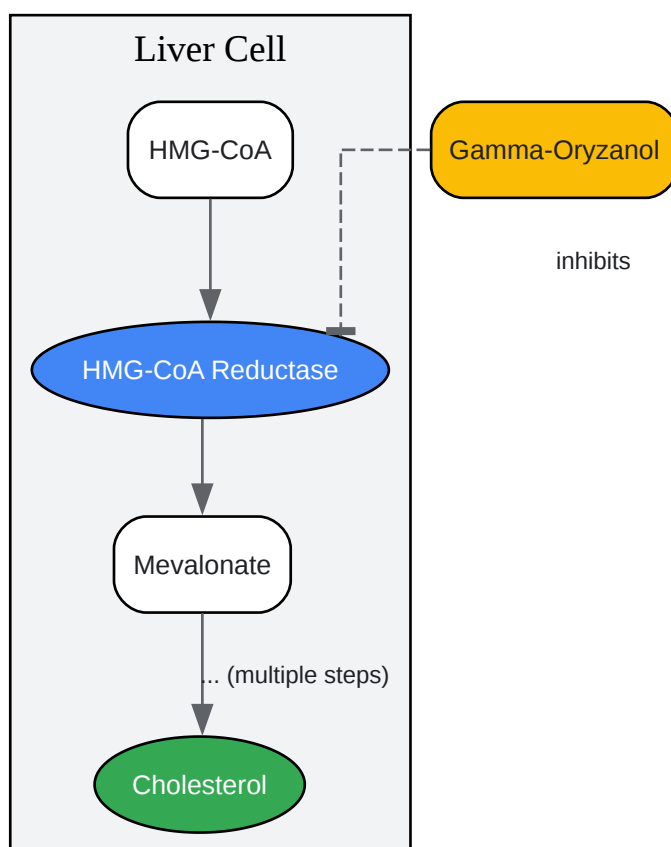 Liver Cell
HMG-CoA
Gamma-Oryzanol
inhibits
HMG-CoA Reductase
Mevalonate
... (multiple steps)
Cholesterol